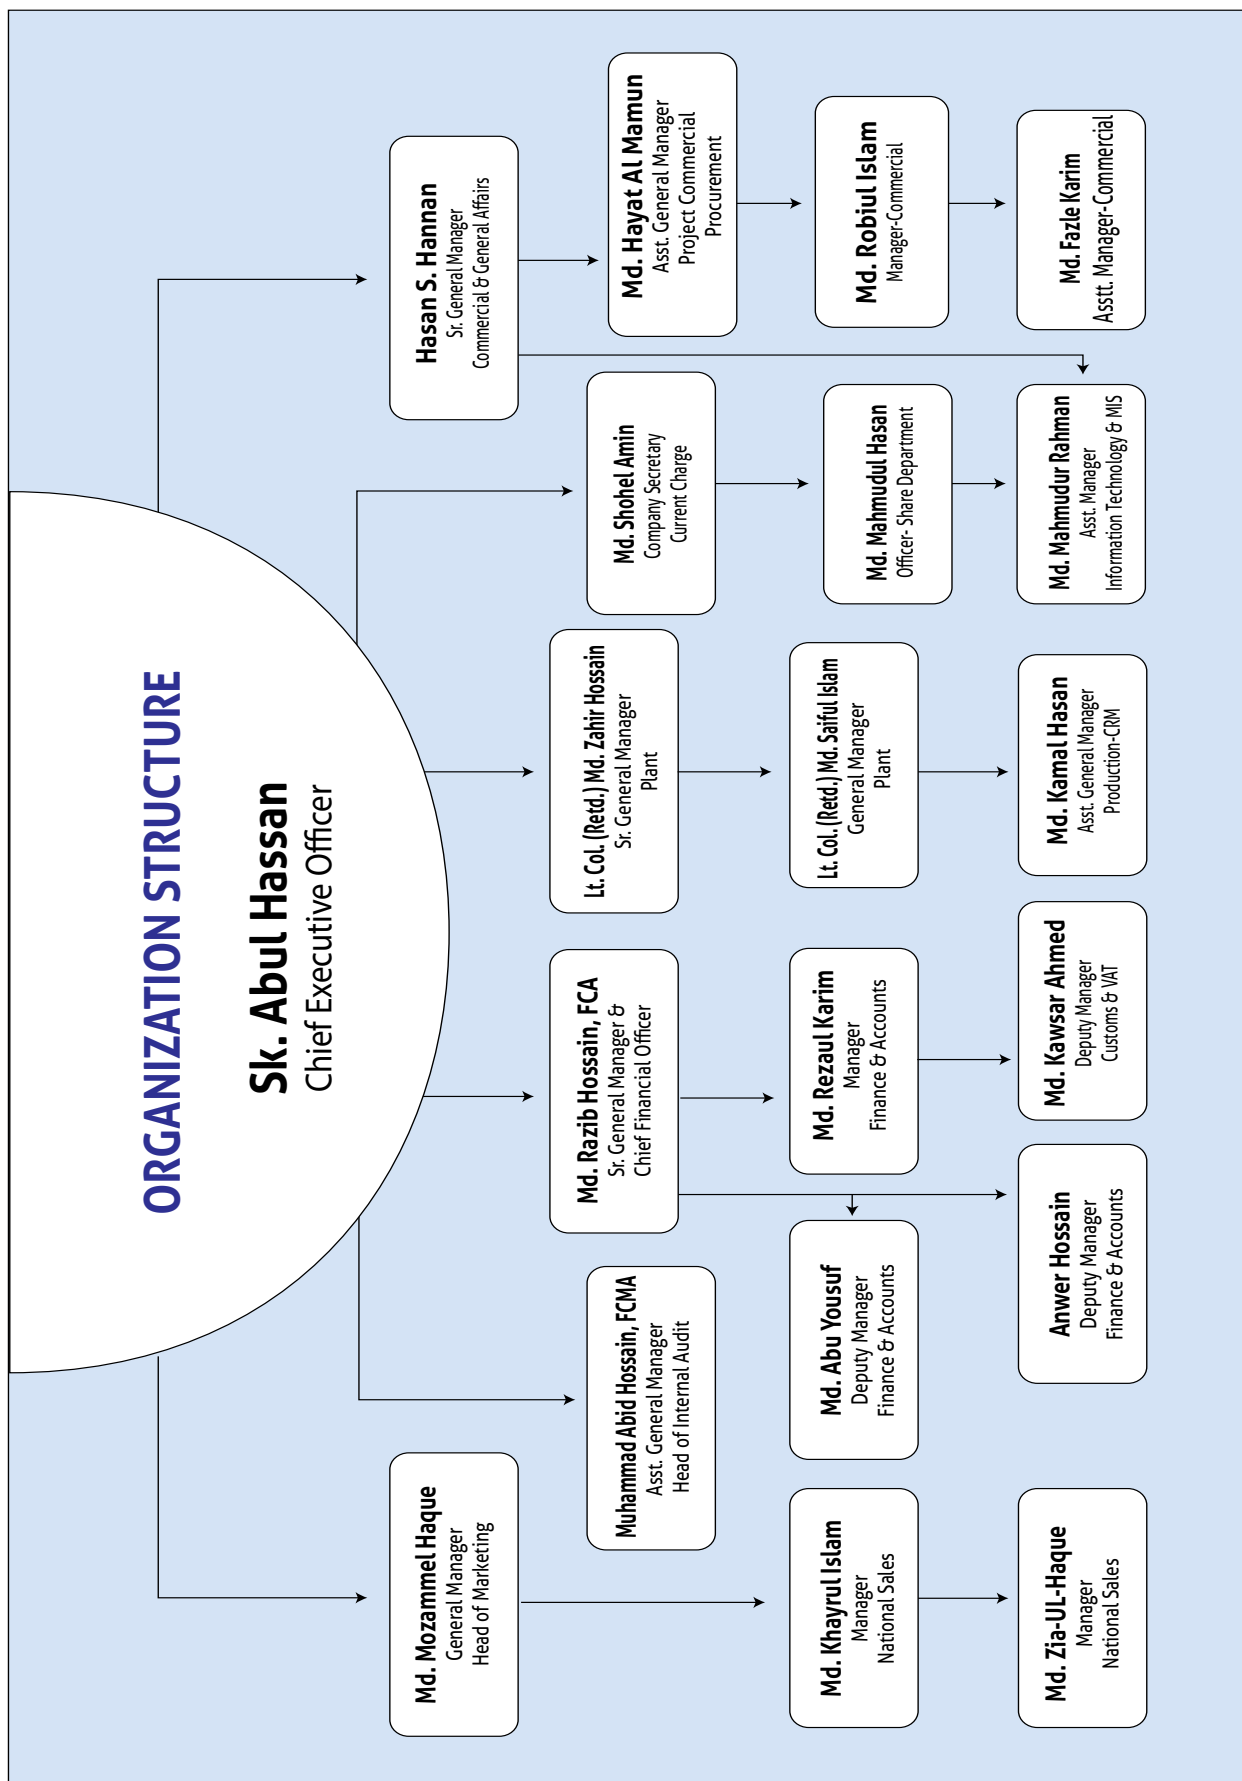 ORGANIZATION STRUCTURE
Sk. Abul Hassan
Chief Executive Officer
Md. Mozammel Haque
General Manager
Head of Marketing
Muhammad Abid Hossain, FCMA
Asst. General Manager
Head of Internal Audit
Md. Razib Hossain, FCA
Sr. General Manager &
Chief Financial Officer
Lt. Col. (Retd.) Md. Zahir Hossain
Sr. General Manager
Plant
Md. Shohel Amin
Company Secretary
Current Charge
Hasan S. Hannan
Sr. General Manager
Commercial & General Affairs
Md. Hayat Al Mamun
Asst. General Manager
Project Commercial
Procurement
Md. Khayrul Islam
Manager
National Sales
Md. Abu Yousuf
Deputy Manager
Finance & Accounts
Md. Rezaul Karim
Manager
Finance & Accounts
Lt. Col. (Retd.) Md. Saiful Islam
General Manager
Plant
Md. Mahmudul Hasan
Officer- Share Department
Md. Robiul Islam
Manager-Commercial
Md. Zia-UL-Haque
Manager
National Sales
Anwer Hossain
Deputy Manager
Finance & Accounts
Md. Kawsar Ahmed
Deputy Manager
Customs & VAT
Md. Kamal Hasan
Asst. General Manager
Production-CRM
Md. Mahmudur Rahman
Asst. Manager
Information Technology & MIS
Md. Fazle Karim
Asstt. Manager-Commercial